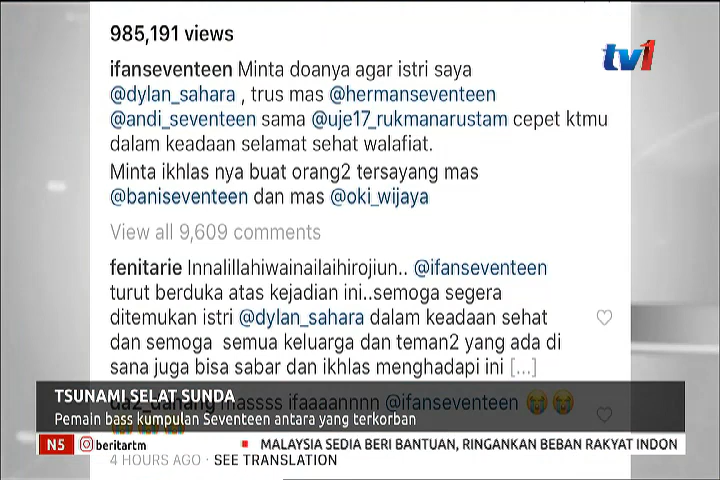 985,191 views
tv1
ifanseventeen Minta doanya agar istri saya
@dylan_sahara , trus mas @hermanseventeen
@andi_seventeen sama @uje17_rukmanarustam cepet ktmu
dalam keadaan selamat sehat walafiat.
Minta ikhlas nya buat orang2 tersayang mas
@baniseventeen dan mas @oki_wijaya
View all 9,609 comments
fenitarie Innalillahiwainailaihirojiun.. @ifanseventeen
turut berduka atas kejadian ini..semoga segera
ditemukan istri @dylan_sahara dalam keadaan sehat
dan semoga semua keluarga dan teman2 yang ada di
sana juga bisa sabar dan ikhlas menghadapi ini [...]
TSUNAMI SELAT SUNDA
massss ifaaaannnn @ifanseventeen 😭😭
Pemain bass kumpulan Seventeen antara yang terkorban
N5 beritartm MALAYSIA SEDIA BERI BANTUAN, RINGANKAN BEBAN RAKYAT INDON
4 HOURS AGO · SEE TRANSLATION